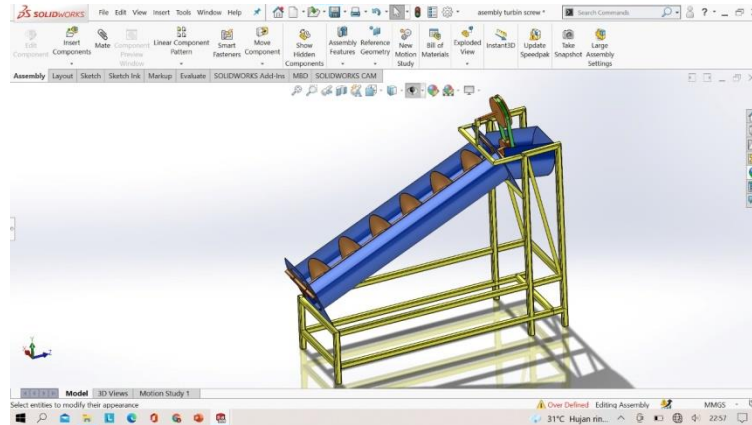 DS SOLIDWORKS File Edit View Insert Tools Window Help asembly turbin screw * Search Commands
Edit Component Insert Components Mate Component Preview Window Linear Component Pattern Smart Fasteners Move Component Show Hidden Components Assembly Features Reference Geometry New Motion Study Bill of Materials Exploded View Instant3D Update Speedpak Take Snapshot Large Assembly Settings
Assembly Layout Sketch Sketch Ink Markup Evaluate SOLIDWORKS Add-Ins MBD SOLIDWORKS CAM
Model 3D Views Motion Study 1
Select entities to modify their appearance Over Defined Editing Assembly MMGS
31°C Hujan rin... 22:57